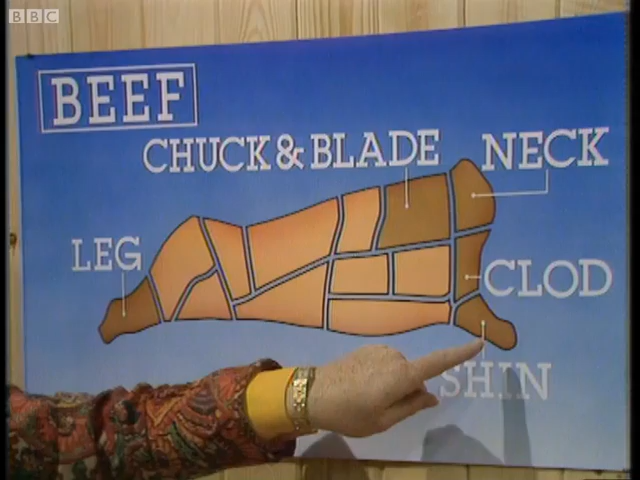 BBC
BEEF
CHUCK & BLADE
NECK
LEG
CLOD
SHIN